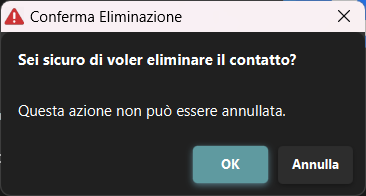 Conferma Eliminazione
Sei sicuro di voler eliminare il contatto?
Questa azione non può essere annullata.
OK
Annulla